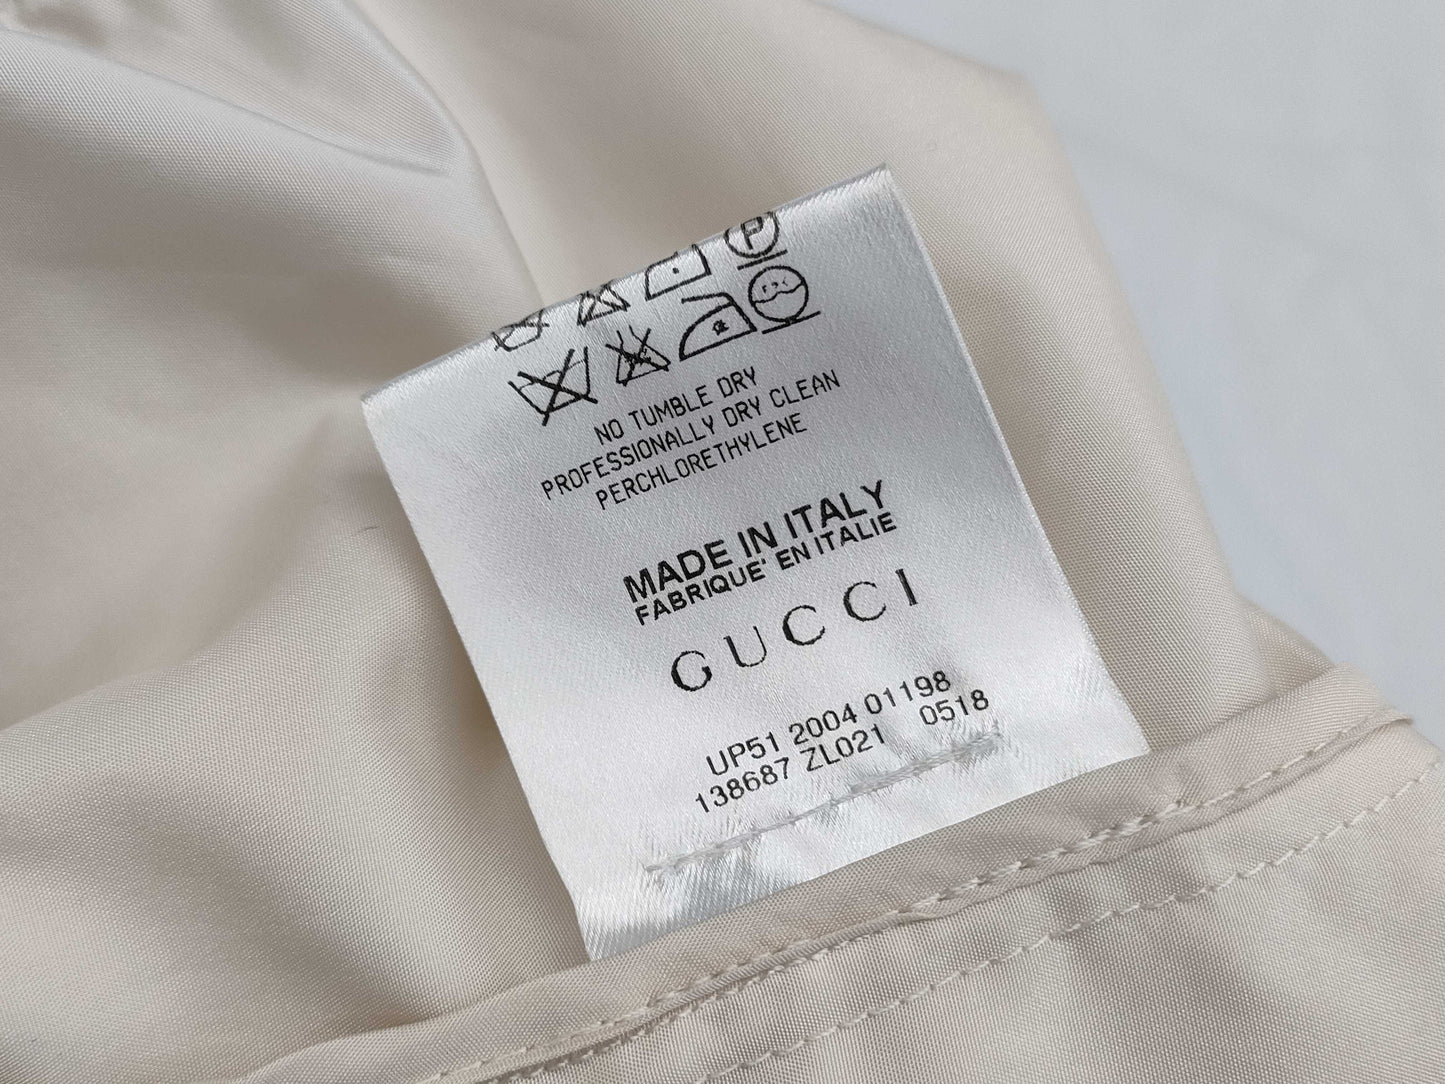 P
NO TUMBLE DRY
PROFESSIONALLY DRY CLEAN
PERCHLORETHYLENE
MADE IN ITALY
FABRIQUE' EN ITALIE
GUCCI
UP51 2004 01198
138687 ZL021 0518